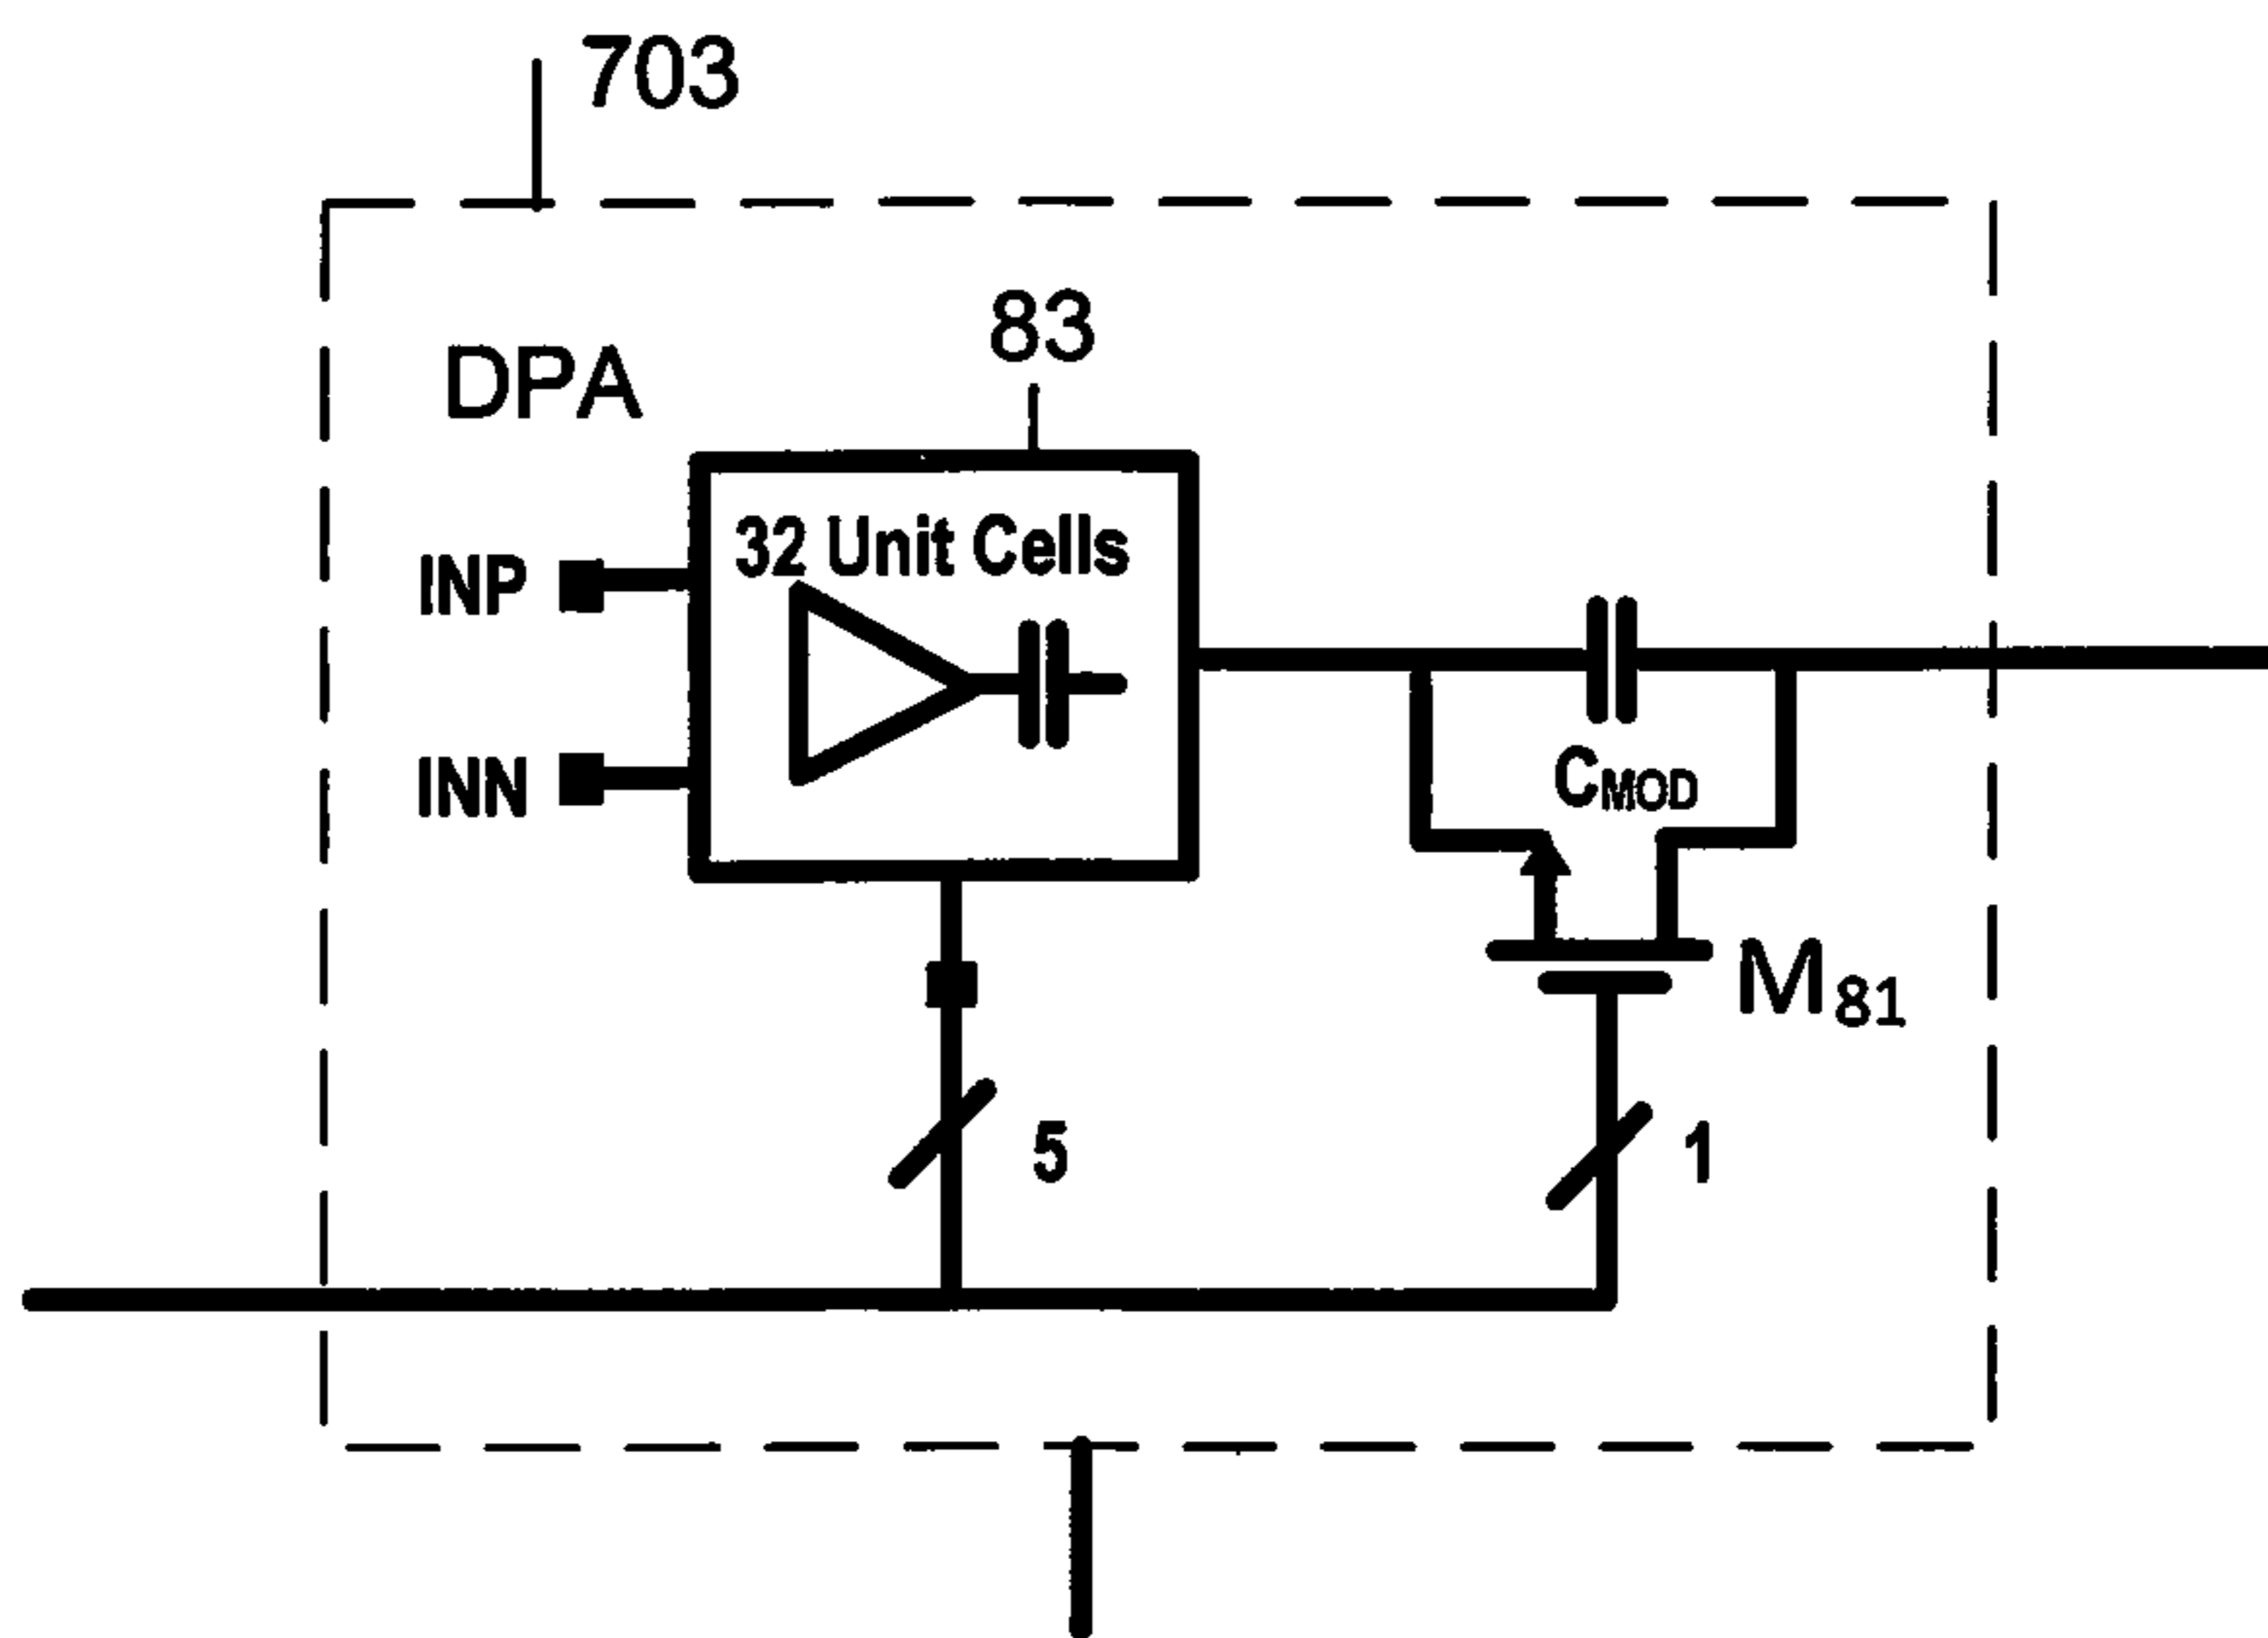 703
DPA
83
32 Unit Cells
INP
INN
CMOD
M81
5
1